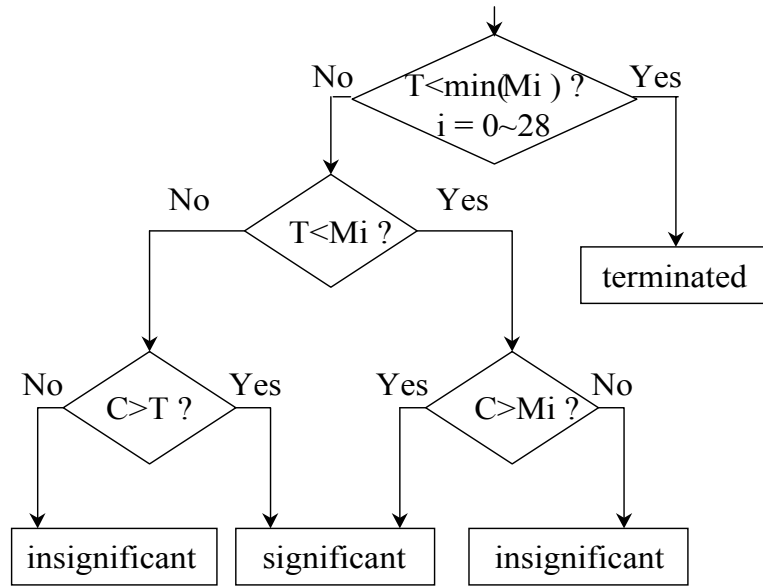 No
T<min(Mi ) ?
Yes
i = 0~28
No
Yes
T<Mi ?
terminated
No
Yes
Yes
No
C>T ?
C>Mi ?
insignificant
significant
insignificant